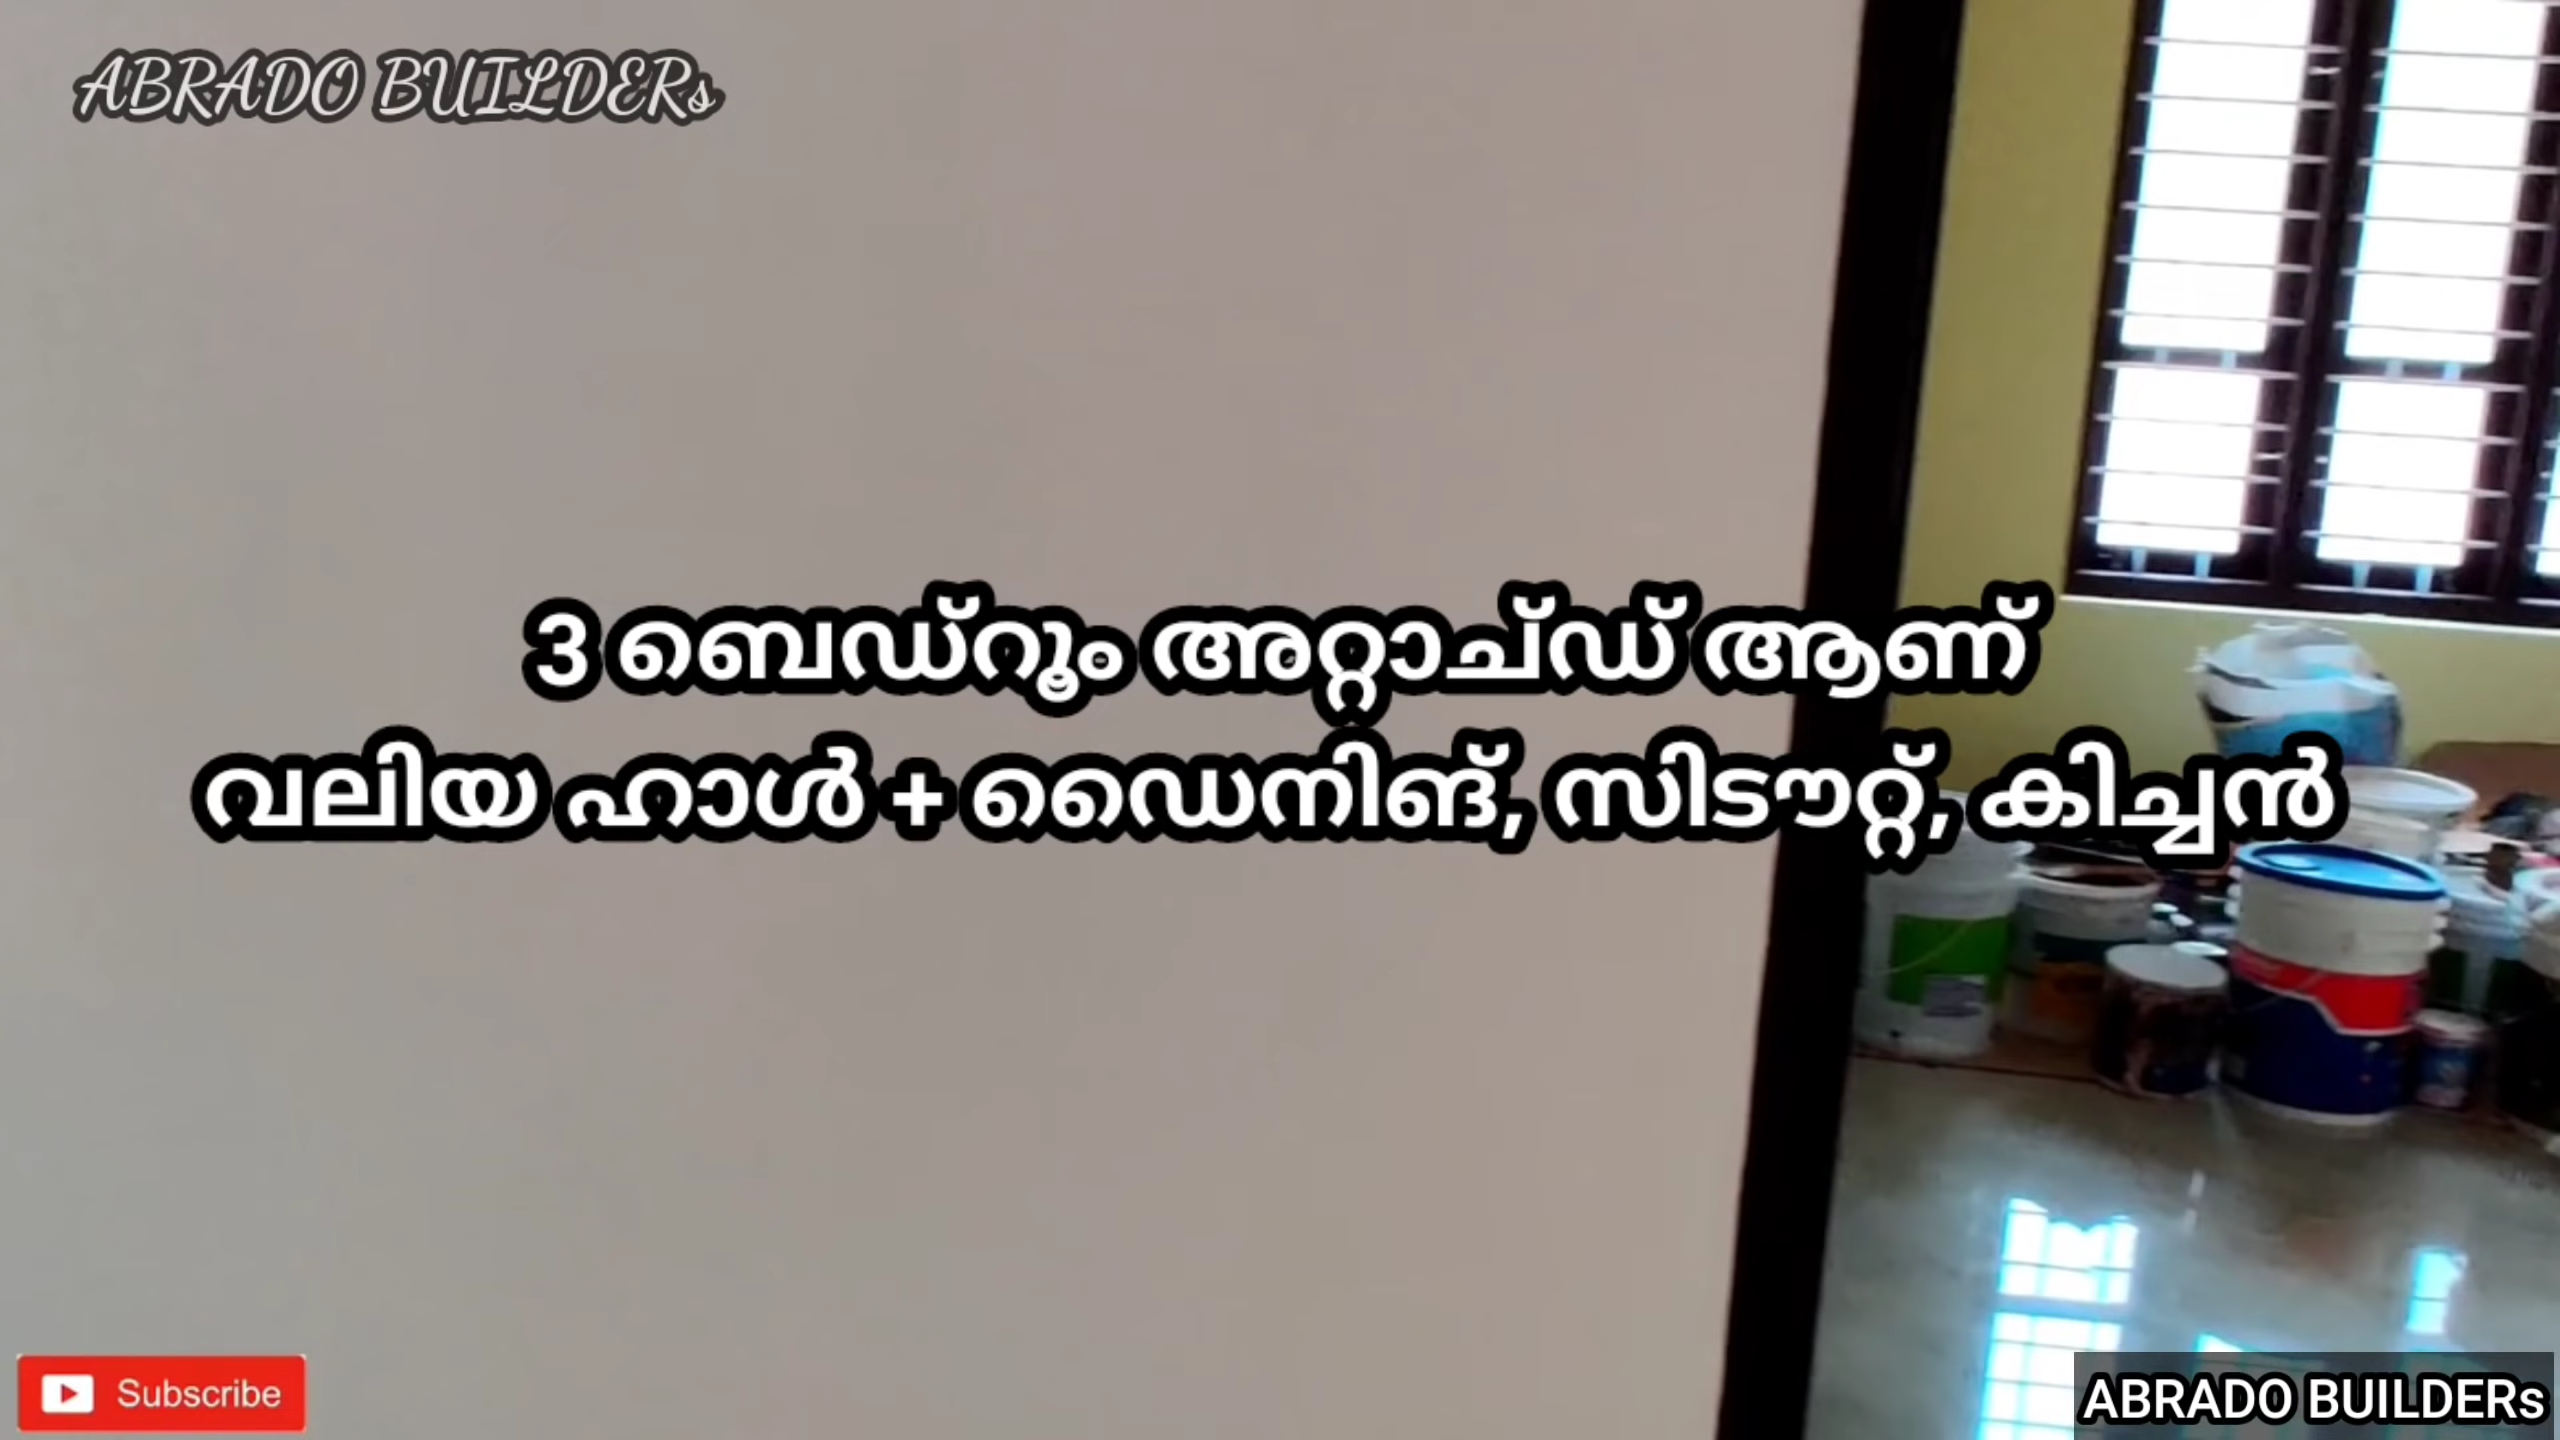 ABRADO BUILDERs
3 ബെഡ്റൂം അറ്റാച്ഡ് ആണ്
വലിയ ഹാൾ + ഡൈനിങ്, സിടൗറ്റ്, കിച്ചൻ
Subscribe
ABRADO BUILDERs